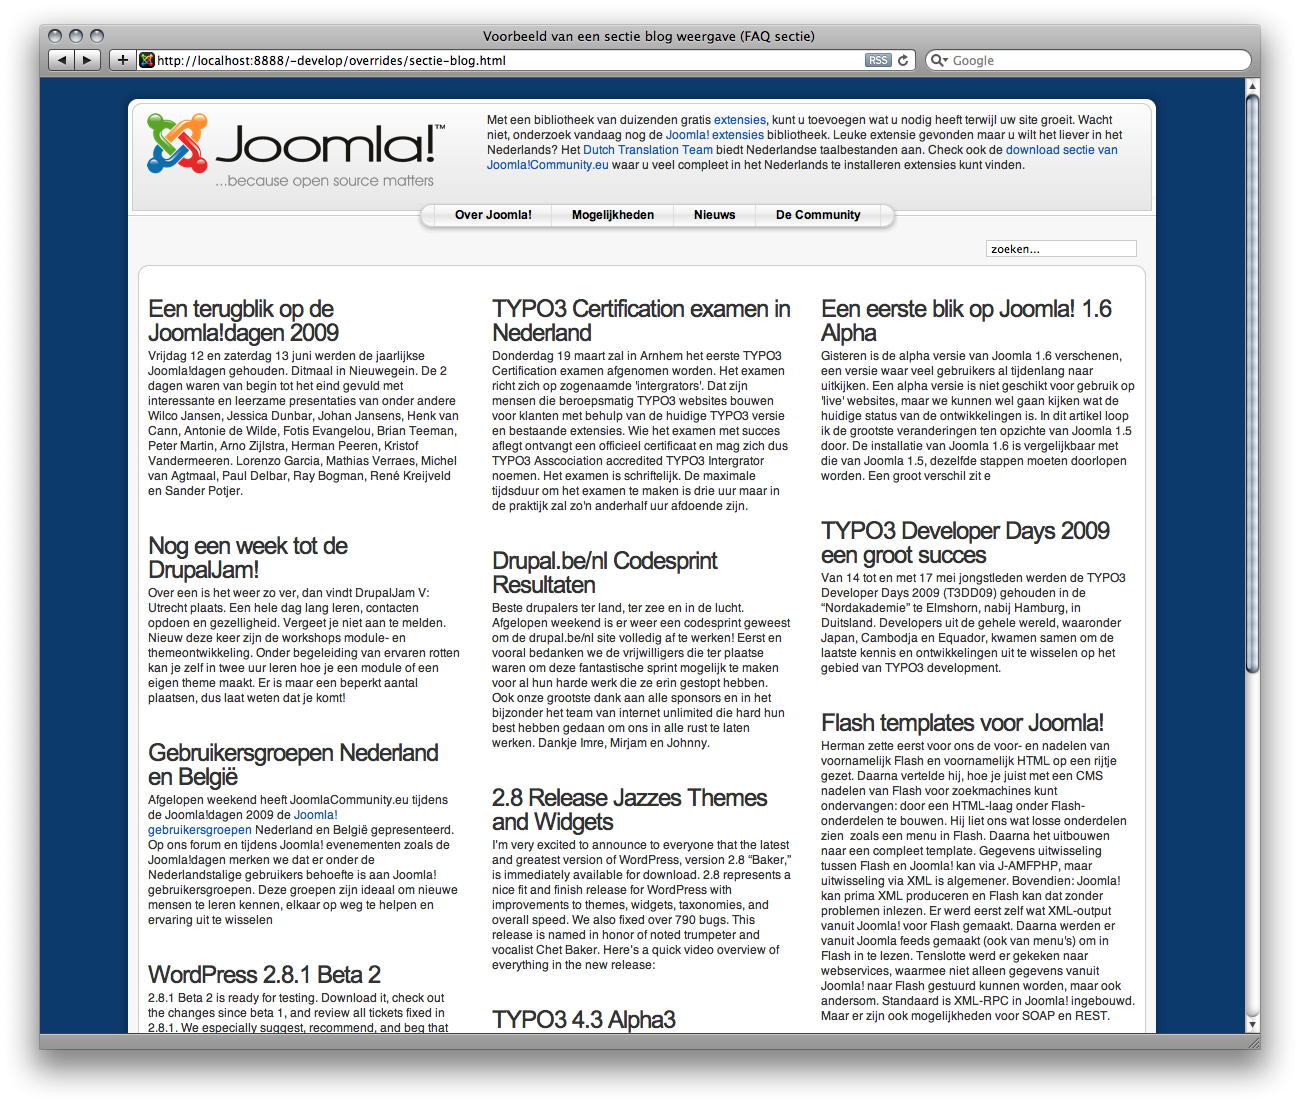 Voorbeeld van een sectie blog weergave (FAQ sectie)
http://localhost:8888/~develop/overrides/sectie-blog.html
RSS
Google
Joomla!™
...because open source matters
Met een bibliotheek van duizenden gratis extensies, kunt u toevoegen wat u nodig heeft terwijl uw site groeit. Wacht
niet, onderzoek vandaag nog de Joomla! extensies bibliotheek. Leuke extensie gevonden maar u wilt het liever in het
Nederlands? Het Dutch Translation Team biedt Nederlandse taalbestanden aan. Check ook de download sectie van
Joomla!Community.eu waar u veel compleet in het Nederlands te installeren extensies kunt vinden.
Over Joomla!
Mogelijkheden
Nieuws
De Community
zoeken...
Een terugblik op de
Joomla!dagen 2009
Vrijdag 12 en zaterdag 13 juni werden de jaarlijkse
Joomla!dagen gehouden. Ditmaal in Nieuwegein. De 2
dagen waren van begin tot het eind gevuld met
interessante en leerzame presentaties van onder andere
Wilco Jansen, Jessica Dunbar, Johan Jansens, Henk van
Cann, Antonie de Wilde, Fotis Evangelou, Brian Teeman,
Peter Martin, Arno Zijlstra, Herman Peeren, Kristof
Vandermeeren. Lorenzo Garcia, Mathias Verraes, Michel
van Agtmaal, Paul Delbar, Ray Bogman, René Kreijveld
en Sander Potjer.
Nog een week tot de
DrupalJam!
Over een is het weer zo ver, dan vindt DrupalJam V:
Utrecht plaats. Een hele dag lang leren, contacten
opdoen en gezelligheid. Vergeet je niet aan te melden.
Nieuw deze keer zijn de workshops module- en
themeontwikkeling. Onder begeleiding van ervaren rotten
kan je zelf in twee uur leren hoe je een module of een
eigen theme maakt. Er is maar een beperkt aantal
plaatsen, dus laat weten dat je komt!
Gebruikersgroepen Nederland
en België
Afgelopen weekend heeft JoomlaCommunity.eu tijdens
de Joomla!dagen 2009 de Joomla!
gebruikersgroepen Nederland en België gepresenteerd.
Op ons forum en tijdens Joomla! evenementen zoals de
Joomla!dagen merken we dat er onder de
Nederlandstalige gebruikers behoefte is aan Joomla!
gebruikersgroepen. Deze groepen zijn ideaal om nieuwe
mensen te leren kennen, elkaar op weg te helpen en
ervaring uit te wisselen
WordPress 2.8.1 Beta 2
2.8.1 Beta 2 is ready for testing. Download it, check out
the changes since beta 1, and review all tickets fixed in
2.8.1. We especially suggest, recommend, and beg that
TYPO3 Certification examen in
Nederland
Donderdag 19 maart zal in Arnhem het eerste TYPO3
Certification examen afgenomen worden. Het examen
richt zich op zogenaamde 'intergrators'. Dat zijn
mensen die beroepsmatig TYPO3 websites bouwen
voor klanten met behulp van de huidige TYPO3 versie
en bestaande extensies. Wie het examen met succes
aflegt ontvangt een officieel certificaat en mag zich dus
TYPO3 Asscociation accredited TYPO3 Intergrator
noemen. Het examen is schriftelijk. De maximale
tijdsduur om het examen te maken is drie uur maar in
de praktijk zal zo'n anderhalf uur afdoende zijn.
Drupal.be/nl Codesprint
Resultaten
Beste drupalers ter land, ter zee en in de lucht.
Afgelopen weekend is er weer een codesprint geweest
om de drupal.be/nl site volledig af te werken! Eerst en
vooral bedanken we de vrijwilligers die ter plaatse
waren om deze fantastische sprint mogelijk te maken
voor al hun harde werk die ze erin gestopt hebben.
Ook onze grootste dank aan alle sponsors en in het
bijzonder het team van internet unlimited die hard hun
best hebben gedaan om ons in alle rust te laten
werken. Dankje Imre, Mirjam en Johnny.
2.8 Release Jazzes Themes
and Widgets
I'm very excited to announce to everyone that the latest
and greatest version of WordPress, version 2.8 “Baker,”
is immediately available for download. 2.8 represents a
nice fit and finish release for WordPress with
improvements to themes, widgets, taxonomies, and
overall speed. We also fixed over 790 bugs. This
release is named in honor of noted trumpeter and
vocalist Chet Baker. Here's a quick video overview of
everything in the new release:
TYPO3 4.3 Alpha3
Een eerste blik op Joomla! 1.6
Alpha
Gisteren is de alpha versie van Joomla 1.6 verschenen,
een versie waar veel gebruikers al tijdenlang naar
uitkijken. Een alpha versie is niet geschikt voor gebruik op
'live' websites, maar we kunnen wel gaan kijken wat de
huidige status van de ontwikkelingen is. In dit artikel loop
ik de grootste veranderingen ten opzichte van Joomla 1.5
door. De installatie van Joomla 1.6 is vergelijkbaar met
die van Joomla 1.5, dezelfde stappen moeten doorlopen
worden. Een groot verschil zit e
TYPO3 Developer Days 2009
een groot succes
Van 14 tot en met 17 mei jongstleden werden de TYPO3
Developer Days 2009 (T3DD09) gehouden in de
“Nordakademie” te Elmshorn, nabij Hamburg, in
Duitsland. Developers uit de gehele wereld, waaronder
Japan, Cambodja en Equador, kwamen samen om de
laatste kennis en ontwikkelingen uit te wisselen op het
gebied van TYPO3 development.
Flash templates voor Joomla!
Herman zette eerst voor ons de voor- en nadelen van
voornamelijk Flash en voornamelijk HTML op een rijtje
gezet. Daarna vertelde hij, hoe je juist met een CMS
nadelen van Flash voor zoekmachines kunt
ondervangen: door een HTML-laag onder Flash-
onderdelen te bouwen. Hij liet ons wat losse onderdelen
zien  zoals een menu in Flash. Daarna het uitbouwen
naar een compleet template. Gegevens uitwisseling
tussen Flash en Joomla! kan via J-AMFPHP, maar
uitwisseling via XML is algemener. Bovendien: Joomla!
kan prima XML produceren en Flash kan dat zonder
problemen inlezen. Er werd eerst zelf wat XML-output
vanuit Joomla! voor Flash gemaakt. Daarna werden er
vanuit Joomla feeds gemaakt (ook van menu's) om in
Flash in te lezen. Tenslotte werd er gekeken naar
webservices, waarmee niet alleen gegevens vanuit
Joomla! naar Flash gestuurd kunnen worden, maar ook
andersom. Standaard is XML-RPC in Joomla! ingebouwd.
Maar er zijn ook mogelijkheden voor SOAP en REST.